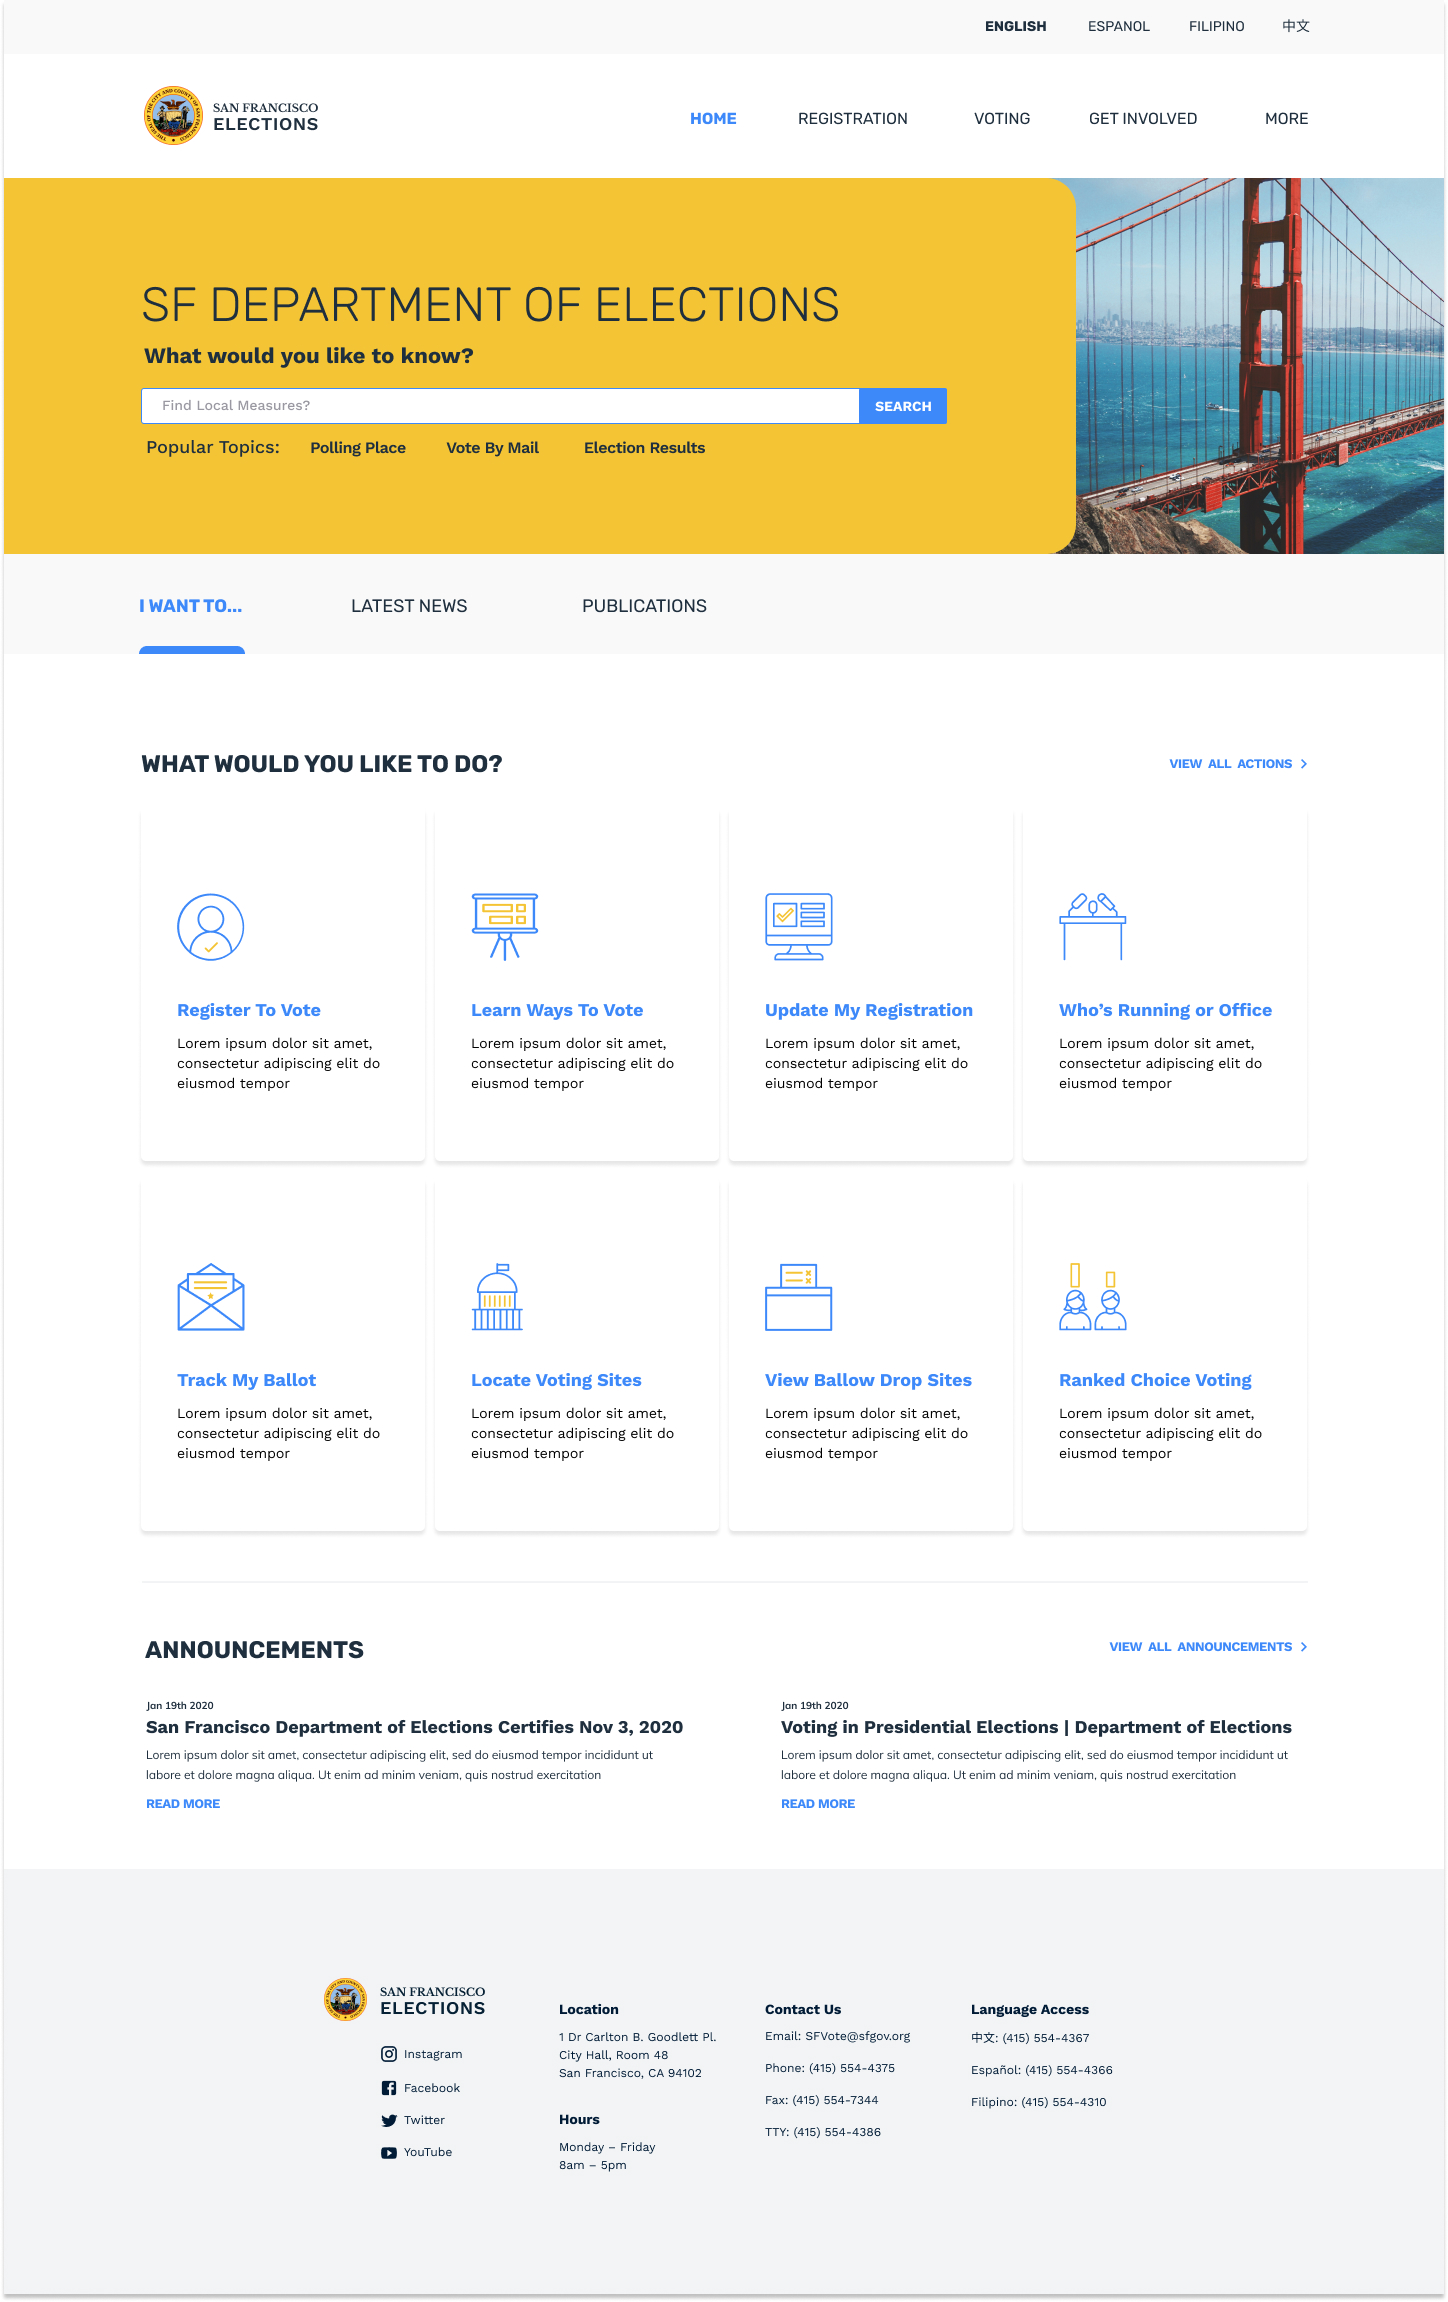 ENGLISH ESPANOL FILIPINO 中文
SAN FRANCISCO
ELECTIONS
HOME REGISTRATION VOTING GET INVOLVED MORE
SF DEPARTMENT OF ELECTIONS
What would you like to know?
Find Local Measures? SEARCH
Popular Topics: Polling Place Vote By Mail Election Results
I WANT TO... LATEST NEWS PUBLICATIONS
WHAT WOULD YOU LIKE TO DO?
VIEW ALL ACTIONS >
Register To Vote
Lorem ipsum dolor sit amet,
consectetur adipiscing elit do
eiusmod tempor
Learn Ways To Vote
Lorem ipsum dolor sit amet,
consectetur adipiscing elit do
eiusmod tempor
Update My Registration
Lorem ipsum dolor sit amet,
consectetur adipiscing elit do
eiusmod tempor
Who’s Running or Office
Lorem ipsum dolor sit amet,
consectetur adipiscing elit do
eiusmod tempor
Track My Ballot
Lorem ipsum dolor sit amet,
consectetur adipiscing elit do
eiusmod tempor
Locate Voting Sites
Lorem ipsum dolor sit amet,
consectetur adipiscing elit do
eiusmod tempor
View Ballow Drop Sites
Lorem ipsum dolor sit amet,
consectetur adipiscing elit do
eiusmod tempor
Ranked Choice Voting
Lorem ipsum dolor sit amet,
consectetur adipiscing elit do
eiusmod tempor
ANNOUNCEMENTS
VIEW ALL ANNOUNCEMENTS >
Jan 19th 2020
San Francisco Department of Elections Certifies Nov 3, 2020
Lorem ipsum dolor sit amet, consectetur adipiscing elit, sed do eiusmod tempor incididunt ut
labore et dolore magna aliqua. Ut enim ad minim veniam, quis nostrud exercitation
READ MORE
Jan 19th 2020
Voting in Presidential Elections | Department of Elections
Lorem ipsum dolor sit amet, consectetur adipiscing elit, sed do eiusmod tempor incididunt ut
labore et dolore magna aliqua. Ut enim ad minim veniam, quis nostrud exercitation
READ MORE
SAN FRANCISCO
ELECTIONS
Instagram
Facebook
Twitter
YouTube
Location
1 Dr Carlton B. Goodlett Pl.
City Hall, Room 48
San Francisco, CA 94102
Hours
Monday – Friday
8am – 5pm
Contact Us
Email: SFVote@sfgov.org
Phone: (415) 554-4375
Fax: (415) 554-7344
TTY: (415) 554-4386
Language Access
中文: (415) 554-4367
Español: (415) 554-4366
Filipino: (415) 554-4310